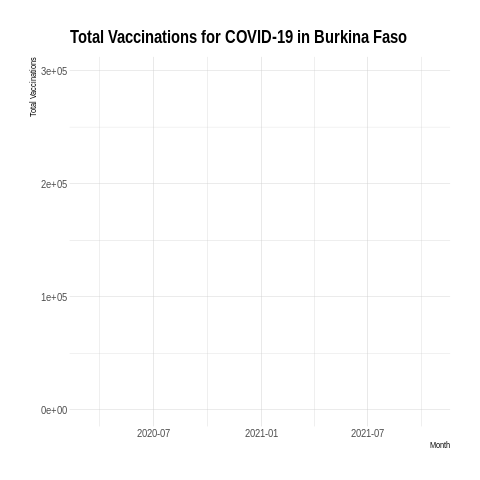 Total Vaccinations for COVID-19 in Burkina Faso
Total Vaccinations
3e+05
2e+05
1e+05
0e+00
2020-07 2021-01 2021-07
Month